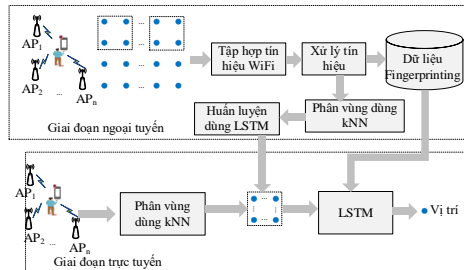 AP1
AP2
...
APn
Tập hợp tín
hiệu WiFi
Xử lý tín
hiệu
Dữ liệu
Fingerprinting
Huấn luyện
dùng LSTM
Phân vùng dùng
kNN
Giai đoạn ngoại tuyến
AP1
AP2
...
APn
Phân vùng
dùng kNN
LSTM
Vị trí
Giai đoạn trực tuyến